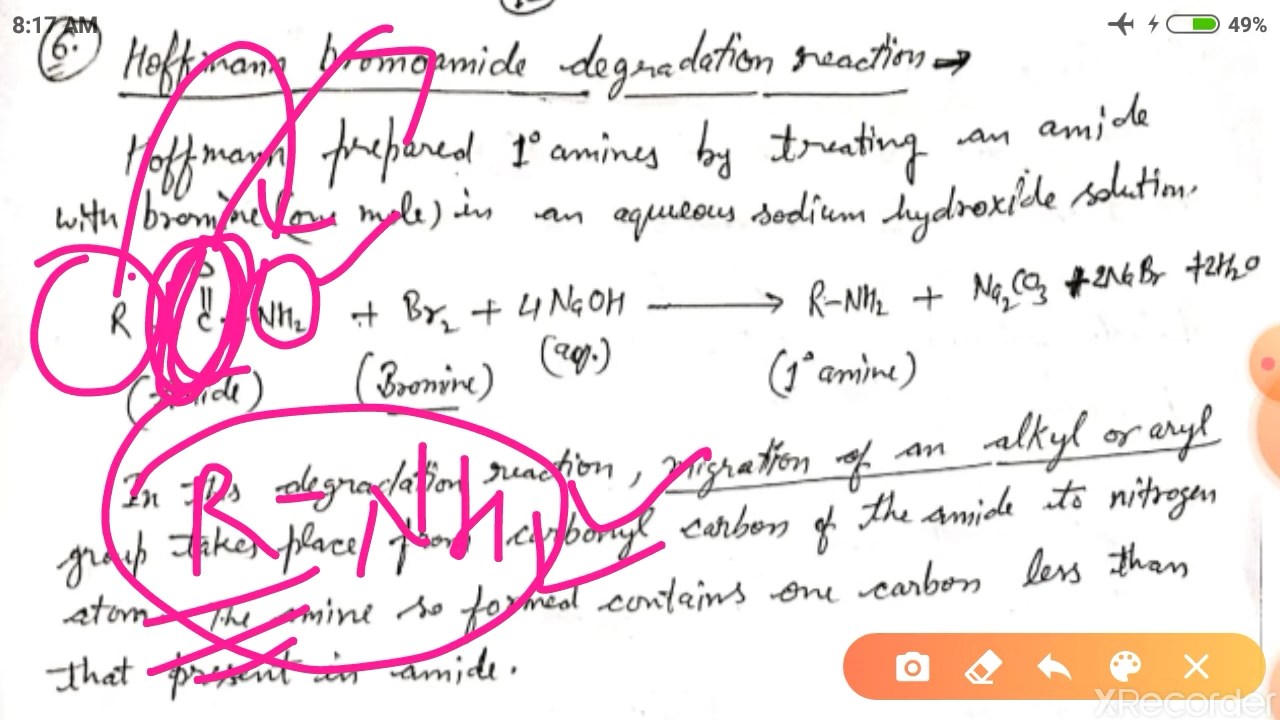 8:17 AM 49%
6. Hoffmann bromoamide degradation reaction →
Hoffmann prepared 1° amines by treating an amide
with bromine (one mole) in an aqueous sodium hydroxide solution.
O
||
R C - NH2 + Br2 + 4NaOH → R-NH2 + Na2CO3 + 2NaBr + 2H2O
(amide) (Bromine) (aq.) (1° amine)
In this degradation reaction, migration of an alkyl or aryl
group takes place from carbonyl carbon of the amide to nitrogen
atom. The amine so formed contains one carbon less than
that present in amide.
R-NH2
XRecorder